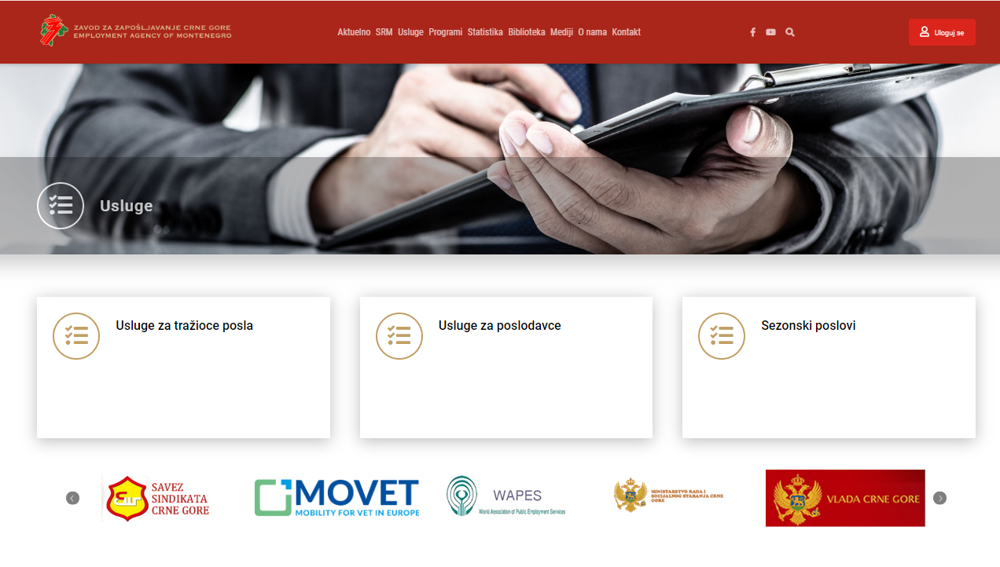 ZAVOD ZA ZAPOŠLJAVANJE CRNE GORE
EMPLOYMENT AGENCY OF MONTENEGRO
Aktuelno SRM Usluge Programi Statistika Biblioteka Mediji O nama Kontakt
Uloguj se
Usluge
Usluge za tražioce posla
Usluge za poslodavce
Sezonski poslovi
SAVEZ
SINDIKATA
CRNE GORE
MOVET
MOBILITY FOR VET IN EUROPE
WAPES
World Association of Public Employment Services
MINISTARSTVO RADA I
SOCIJALNOG STARANJA CRNE
GORE
VLADA CRNE GORE